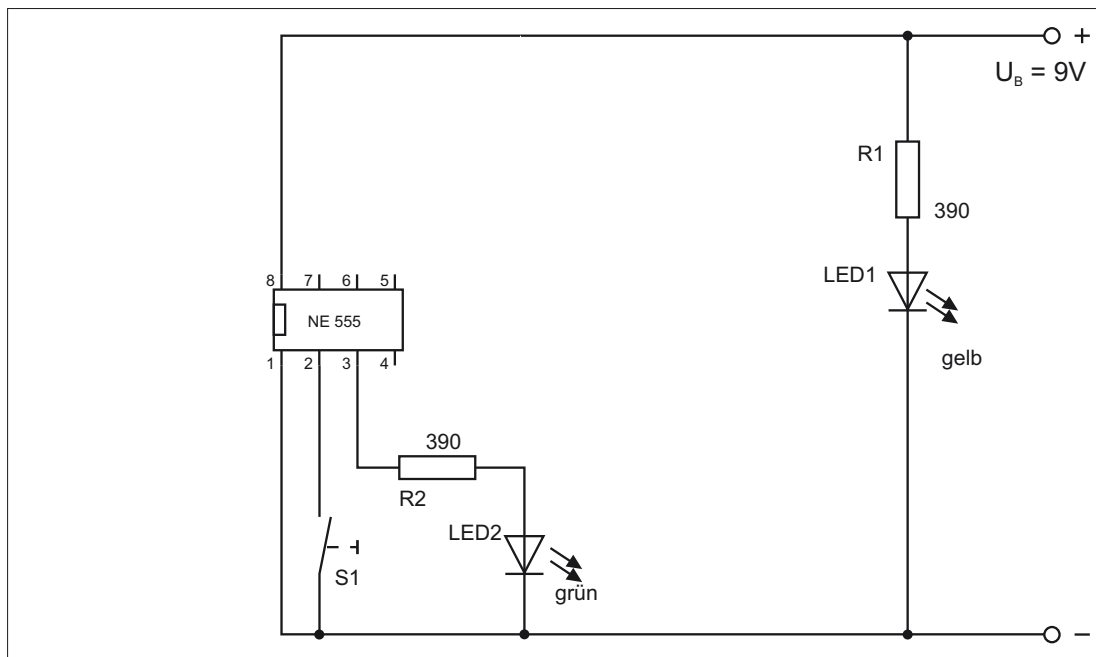 +
U_B = 9V
R1
390
LED1
gelb
8 7 6 5
NE 555
1 2 3 4
390
R2
LED2
grün
S1
−